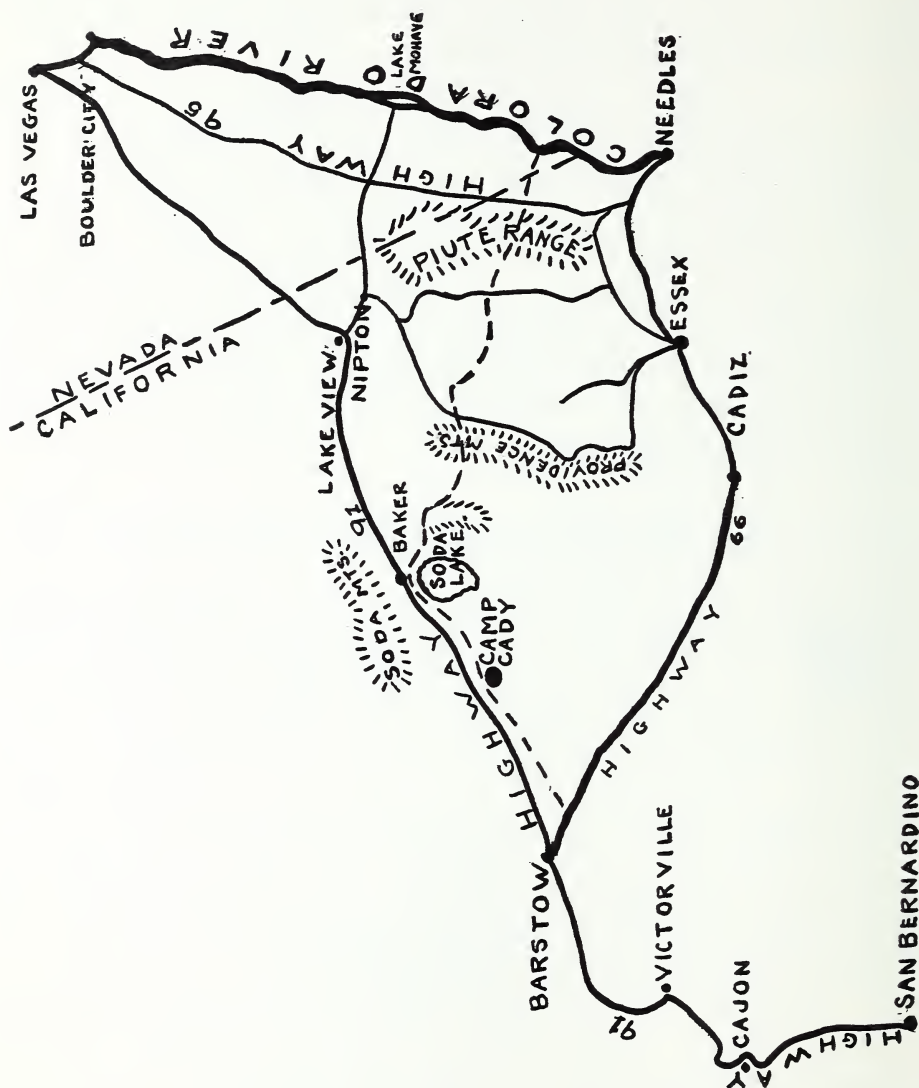 LAS VEGAS
BOULDER CITY
COLORADO RIVER
LAKE MOHAVE
HIGHWAY 95
NEEDLES
NEVADA
CALIFORNIA
PIUTE RANGE
LAKE VIEW
NIPTON
ESSEX
CADIZ
PROVIDENCE MTS
91
BAKER
SODA LAKE
SODA MTS.
CAMP CADY
HIGHWAY
66
HIGHWAY
BARSTOW
VICTORVILLE
91
CAJON
HIGHWAY
SAN BERNARDINO